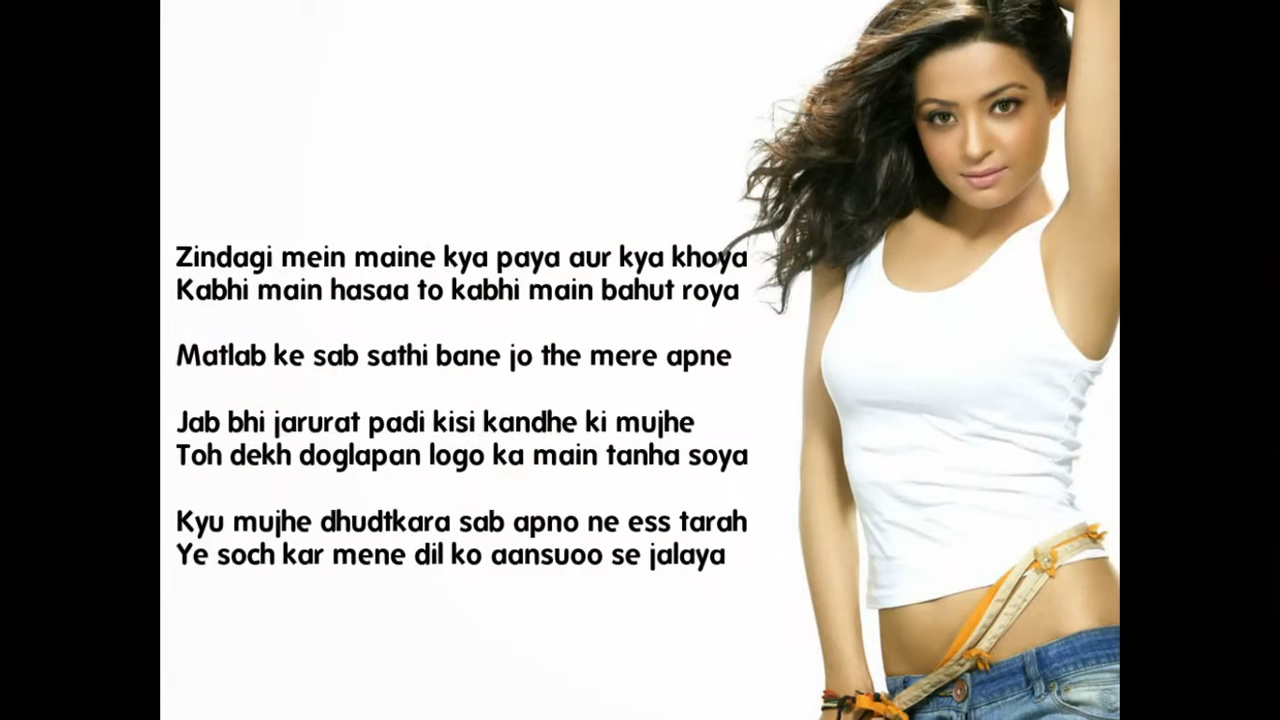 Zindagi mein maine kya paya aur kya khoya
Kabhi main hasaa to kabhi main bahut roya
Matlab ke sab sathi bane jo the mere apne
Jab bhi jarurat padi kisi kandhe ki mujhe
Toh dekh doglapan logo ka main tanha soya
Kyu mujhe dhudtkara sab apno ne ess tarah
Ye soch kar mene dil ko aansuoo se jalaya